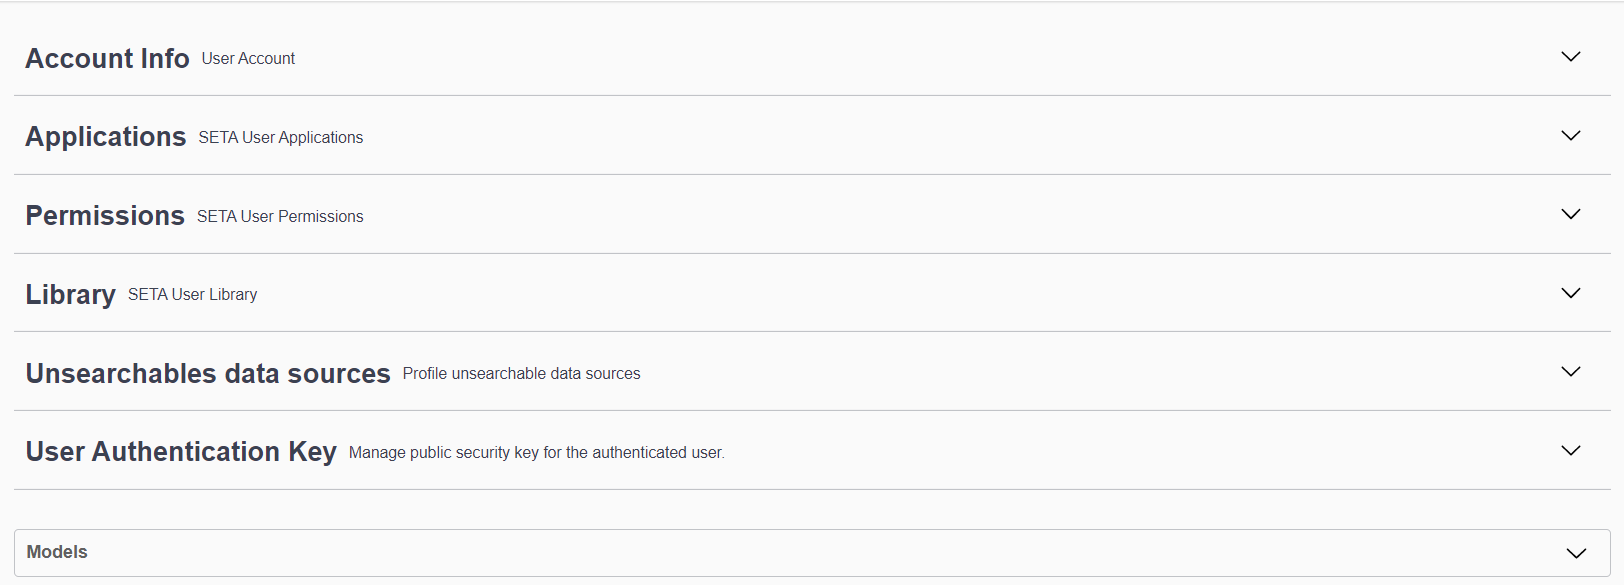 Account Info User Account
Applications SETA User Applications
Permissions SETA User Permissions
Library SETA User Library
Unsearchables data sources Profile unsearchable data sources
User Authentication Key Manage public security key for the authenticated user.
Models